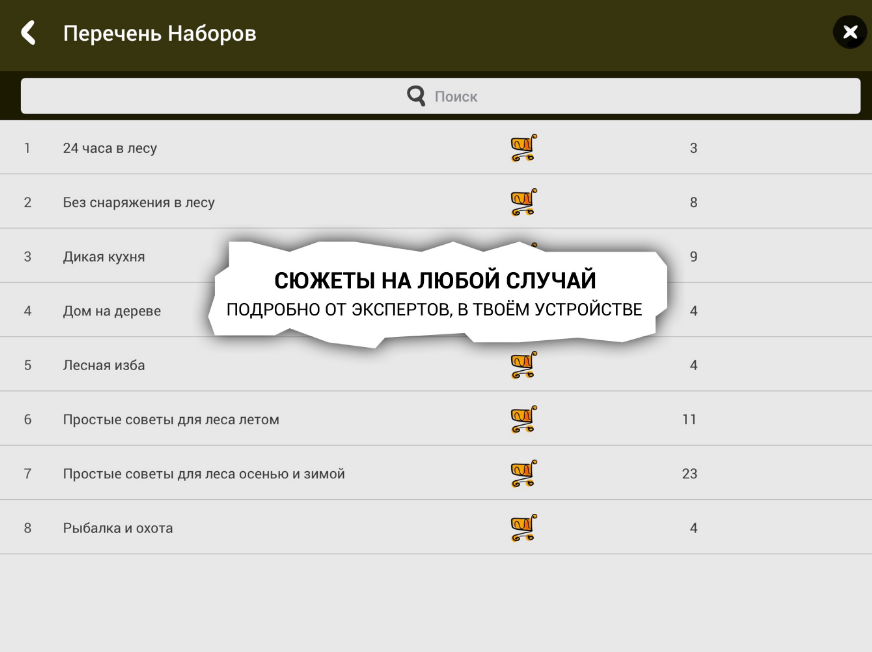 Перечень Наборов
Поиск
1 24 часа в лесу 3
2 Без снаряжения в лесу 8
3 Дикая кухня 9
СЮЖЕТЫ НА ЛЮБОЙ СЛУЧАЙ
ПОДРОБНО ОТ ЭКСПЕРТОВ, В ТВОЁМ УСТРОЙСТВЕ
4 Дом на дереве 4
5 Лесная изба 4
6 Простые советы для леса летом 11
7 Простые советы для леса осенью и зимой 23
8 Рыбалка и охота 4